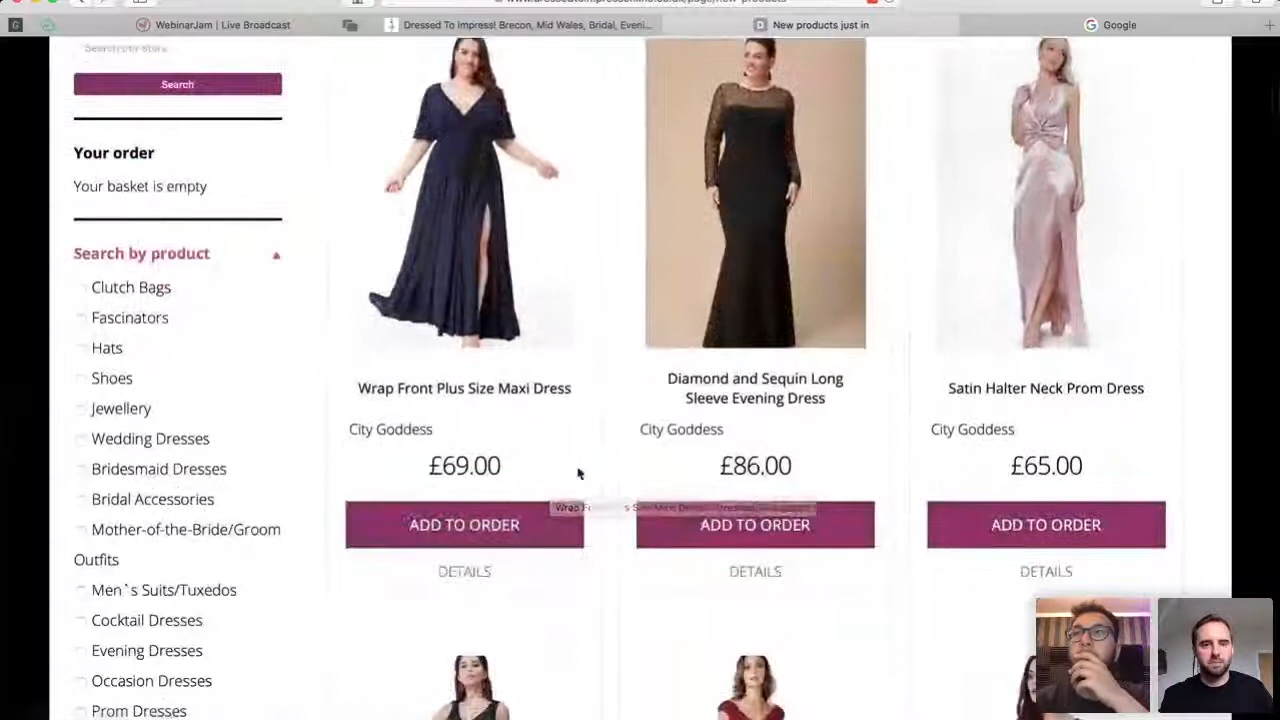 WebinarJam | Live Broadcast
Dressed To Impress! Brecon, Mid Wales, Bridal, Eveni...
New products just in
Google
Search
Your order
Your basket is empty
Search by product
Clutch Bags
Fascinators
Hats
Shoes
Jewellery
Wedding Dresses
Bridesmaid Dresses
Bridal Accessories
Mother-of-the-Bride/Groom
Outfits
Men`s Suits/Tuxedos
Cocktail Dresses
Evening Dresses
Occasion Dresses
Prom Dresses
Wrap Front Plus Size Maxi Dress
City Goddess
£69.00
ADD TO ORDER
DETAILS
Diamond and Sequin Long
Sleeve Evening Dress
City Goddess
£86.00
ADD TO ORDER
DETAILS
Satin Halter Neck Prom Dress
City Goddess
£65.00
ADD TO ORDER
DETAILS